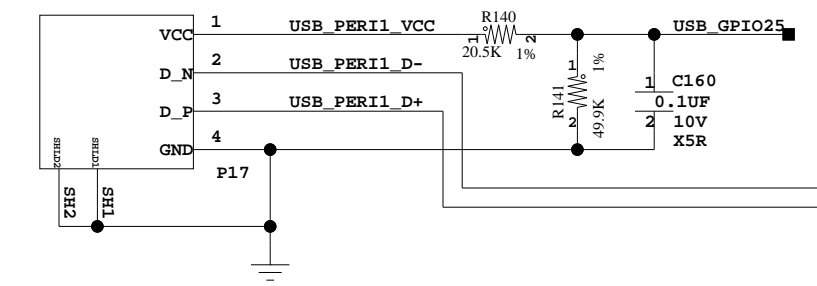 R140
1 USB_PERI1_VCC 1 2 USB_GPIO25
VCC
20.5K 1%
2 USB_PERI1_D-
D_N
3 USB_PERI1_D+
D_P
4
GND
P17
1 1%
R141
2 49.9K
1 C160
0.1UF
2 10V
X5R
SHLD2
SHLD1
SH2
SH1